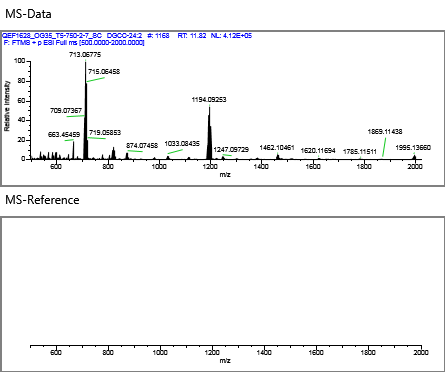 MS-Data
QEF1628_OG35_T5-750-2-7_8C DGCC-24:2 #: 1168 RT: 11.82 NL: 4.12E+05
F: FTMS + p ESI Full ms [500.0000-2000.0000]
713.06775
100
715.06458
80
1194.09253
709.07367
60
Relative Intensity
40
663.45459
719.05853
1869.11438
20
874.07458
1033.08435
1247.09729
1462.10461
1620.11694
1785.11511
1995.13660
0
600 800 1000 1200 1400 1600 1800 2000
m/z
MS-Reference
600 800 1000 1200 1400 1600 1800 2000
m/z